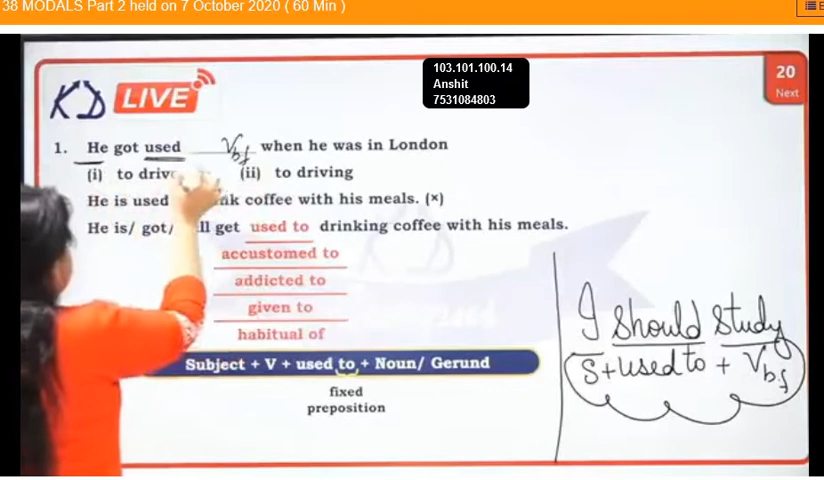 38 MODALS Part 2 held on 7 October 2020 ( 60 Min )
KD LIVE
103.101.100.14
Anshit
7531084803
20
Next
1. He got used Vbf when he was in London
(i) to driv (ii) to driving
He is used nk coffee with his meals. (×)
He is/ got/ ll get used to drinking coffee with his meals.
accustomed to
addicted to
given to
habitual of
Subject + V + used to + Noun/ Gerund
fixed
preposition
I should study
S+used to + Vb.f